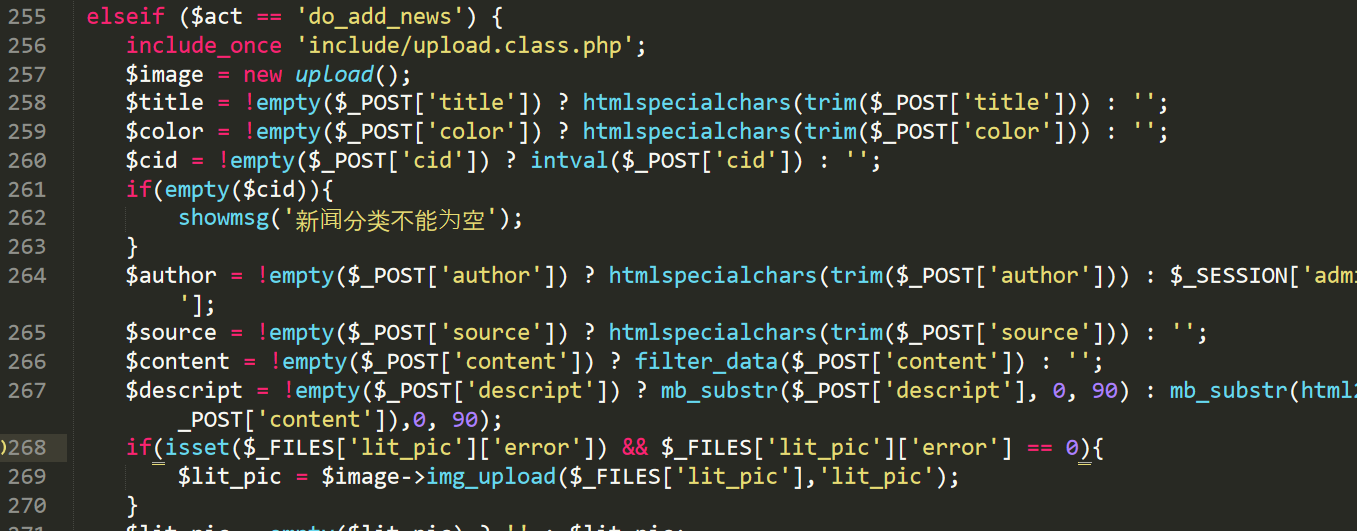 255 elseif ($act == 'do_add_news') {
256 include_once 'include/upload.class.php';
257 $image = new upload();
258 $title = !empty($_POST['title']) ? htmlspecialchars(trim($_POST['title'])) : '';
259 $color = !empty($_POST['color']) ? htmlspecialchars(trim($_POST['color'])) : '';
260 $cid = !empty($_POST['cid']) ? intval($_POST['cid']) : '';
261 if(empty($cid)){
262 showmsg('新闻分类不能为空');
263 }
264 $author = !empty($_POST['author']) ? htmlspecialchars(trim($_POST['author'])) : $_SESSION['adm
'];
265 $source = !empty($_POST['source']) ? htmlspecialchars(trim($_POST['source'])) : '';
266 $content = !empty($_POST['content']) ? filter_data($_POST['content']) : '';
267 $descript = !empty($_POST['descript']) ? mb_substr($_POST['descript'], 0, 90) : mb_substr(html
_POST['content']),0, 90);
268 if(isset($_FILES['lit_pic']['error']) && $_FILES['lit_pic']['error'] == 0){
269 $lit_pic = $image->img_upload($_FILES['lit_pic'],'lit_pic');
270 }